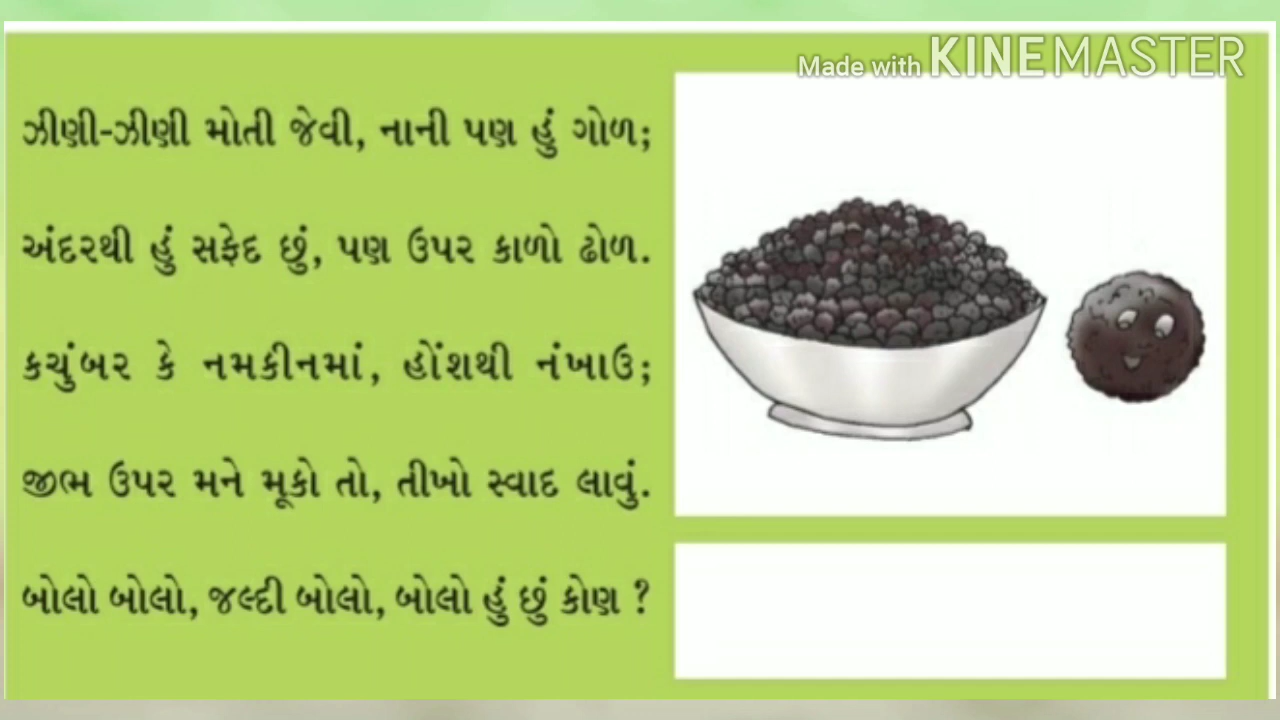 Made with KINEMASTER
ઝીણી-ઝીણી મોતી જેવી, નાની પણ હું ગોળ;
અંદરથી હું સફેદ છું, પણ ઉપર કાળો ઢોળ.
કચુંબર કે નમકીનમાં, હોંશથી નંખાઉ;
જીભ ઉપર મને મૂકો તો, તીખો સ્વાદ લાવું.
બોલો બોલો, જલ્દી બોલો, બોલો હું છું કોણ ?